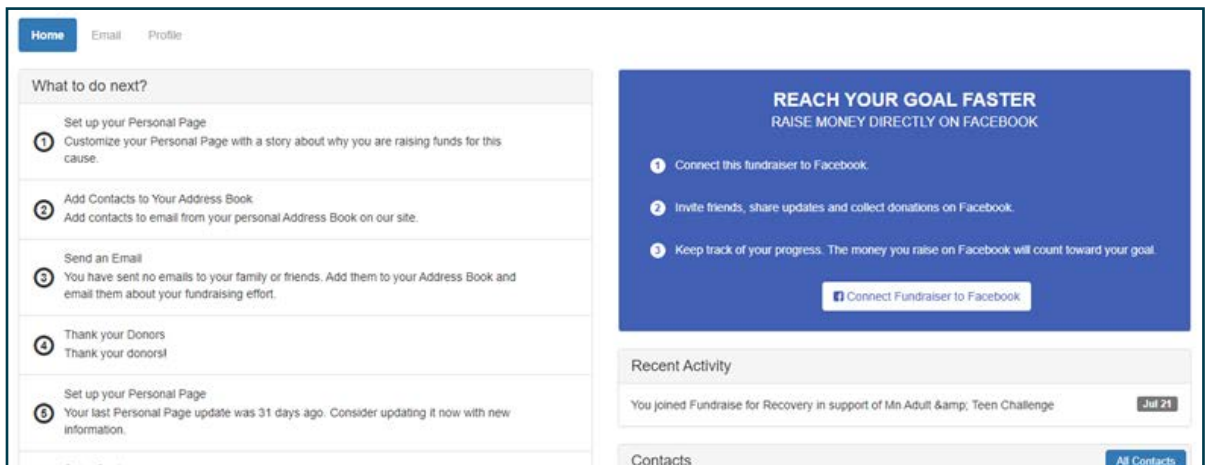 Home Email Profile
What to do next?
1
Set up your Personal Page
Customize your Personal Page with a story about why you are raising funds for this
cause.
2
Add Contacts to Your Address Book
Add contacts to email from your personal Address Book on our site.
3
Send an Email
You have sent no emails to your family or friends. Add them to your Address Book and
email them about your fundraising effort.
4
Thank your Donors
Thank your donors!
5
Set up your Personal Page
Your last Personal Page update was 31 days ago. Consider updating it now with new
information.
REACH YOUR GOAL FASTER
RAISE MONEY DIRECTLY ON FACEBOOK
1 Connect this fundraiser to Facebook.
2 Invite friends, share updates and collect donations on Facebook.
3 Keep track of your progress. The money you raise on Facebook will count toward your goal.
Connect Fundraiser to Facebook
Recent Activity
You joined Fundraise for Recovery in support of Mn Adult &amp; Teen Challenge Jul 21
Contacts All Contacts